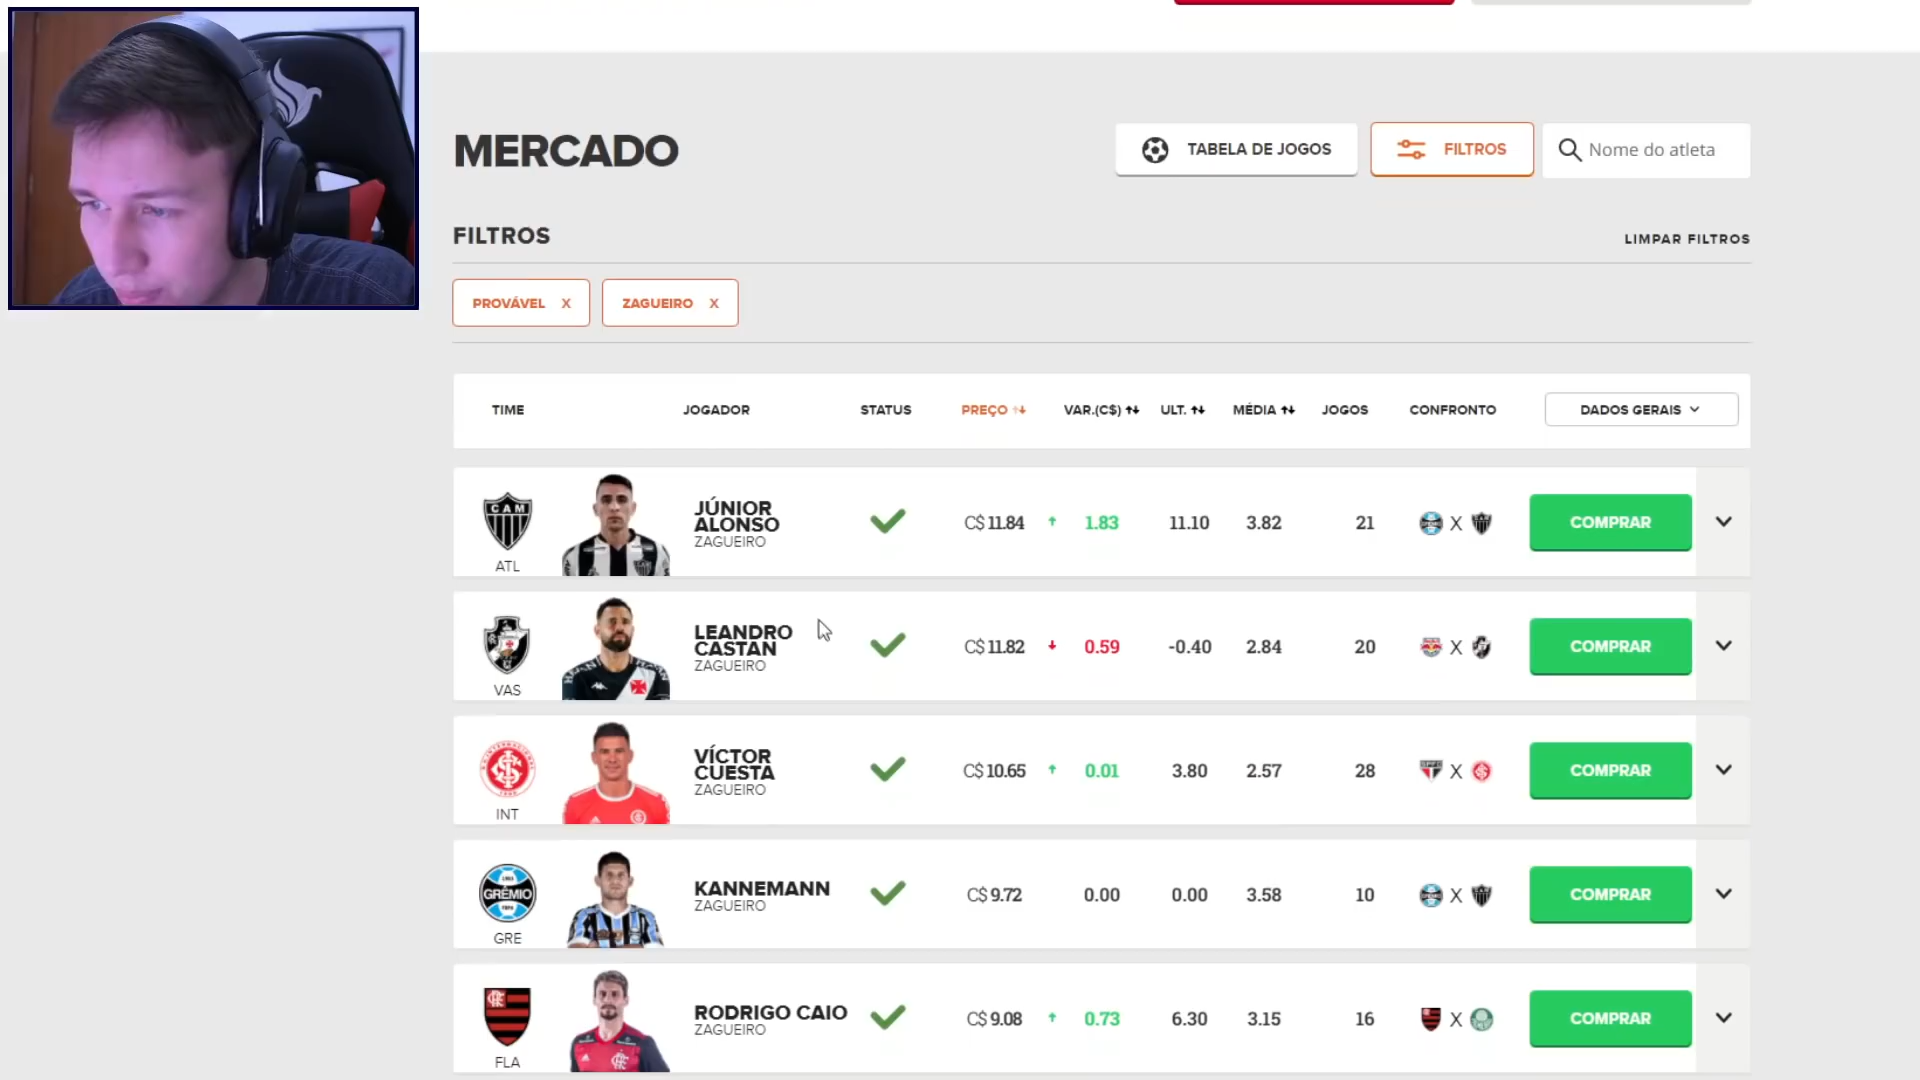 MERCADO
TABELA DE JOGOS
FILTROS
Nome do atleta
FILTROS
LIMPAR FILTROS
PROVÁVEL X
ZAGUEIRO X
TIME JOGADOR STATUS PREÇO VAR.(C$) ULT. MÉDIA JOGOS CONFRONTO DADOS GERAIS
CAM
ATL
JÚNIOR
ALONSO
ZAGUEIRO
C$ 11.84 1.83 11.10 3.82 21 X COMPRAR
VAS
LEANDRO
CASTAN
ZAGUEIRO
C$ 11.82 0.59 -0.40 2.84 20 X COMPRAR
INT
VÍCTOR
CUESTA
ZAGUEIRO
C$ 10.65 0.01 3.80 2.57 28 X COMPRAR
GRÊMIO
GRE
KANNEMANN
ZAGUEIRO
C$ 9.72 0.00 0.00 3.58 10 X COMPRAR
FLA
RODRIGO CAIO
ZAGUEIRO
C$ 9.08 0.73 6.30 3.15 16 X COMPRAR